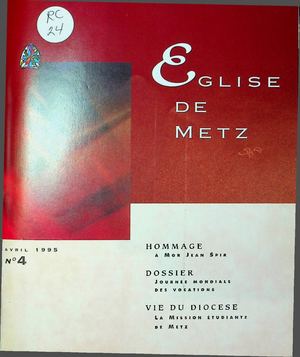 RC
24
EGLISE
DE
METZ
AVRIL 1995
N°4
HOMMAGE
A MGR JEAN SPIR
DOSSIER
JOURNÉE MONDIALE
DES VOCATIONS
VIE DU DIOCESE
LA MISSION ÉTUDIANTE
DE METZ